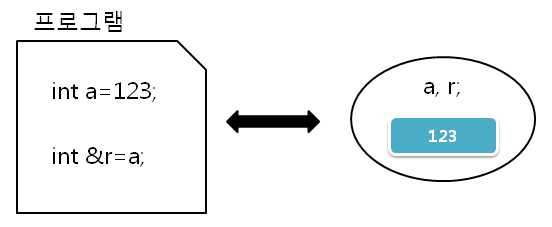 프로그램
int a=123;
int &r=a;
a, r;
123